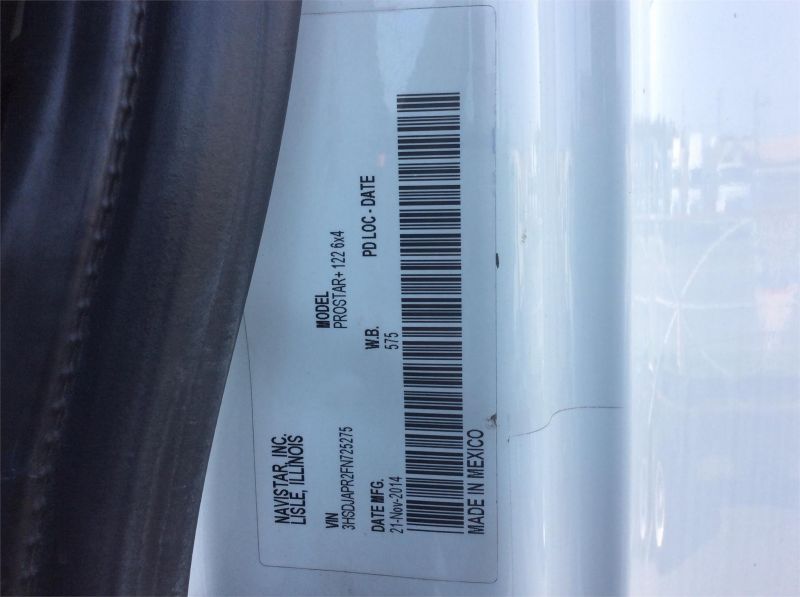 NAVISTAR, INC.
LISLE, ILLINOIS
MODEL
PROSTAR+ 122 6x4
VIN
3HSDJAPR2FN725275
W.B.
575
PD LOC - DATE
DATE MFG.
21-Nov-2014
MADE IN MEXICO